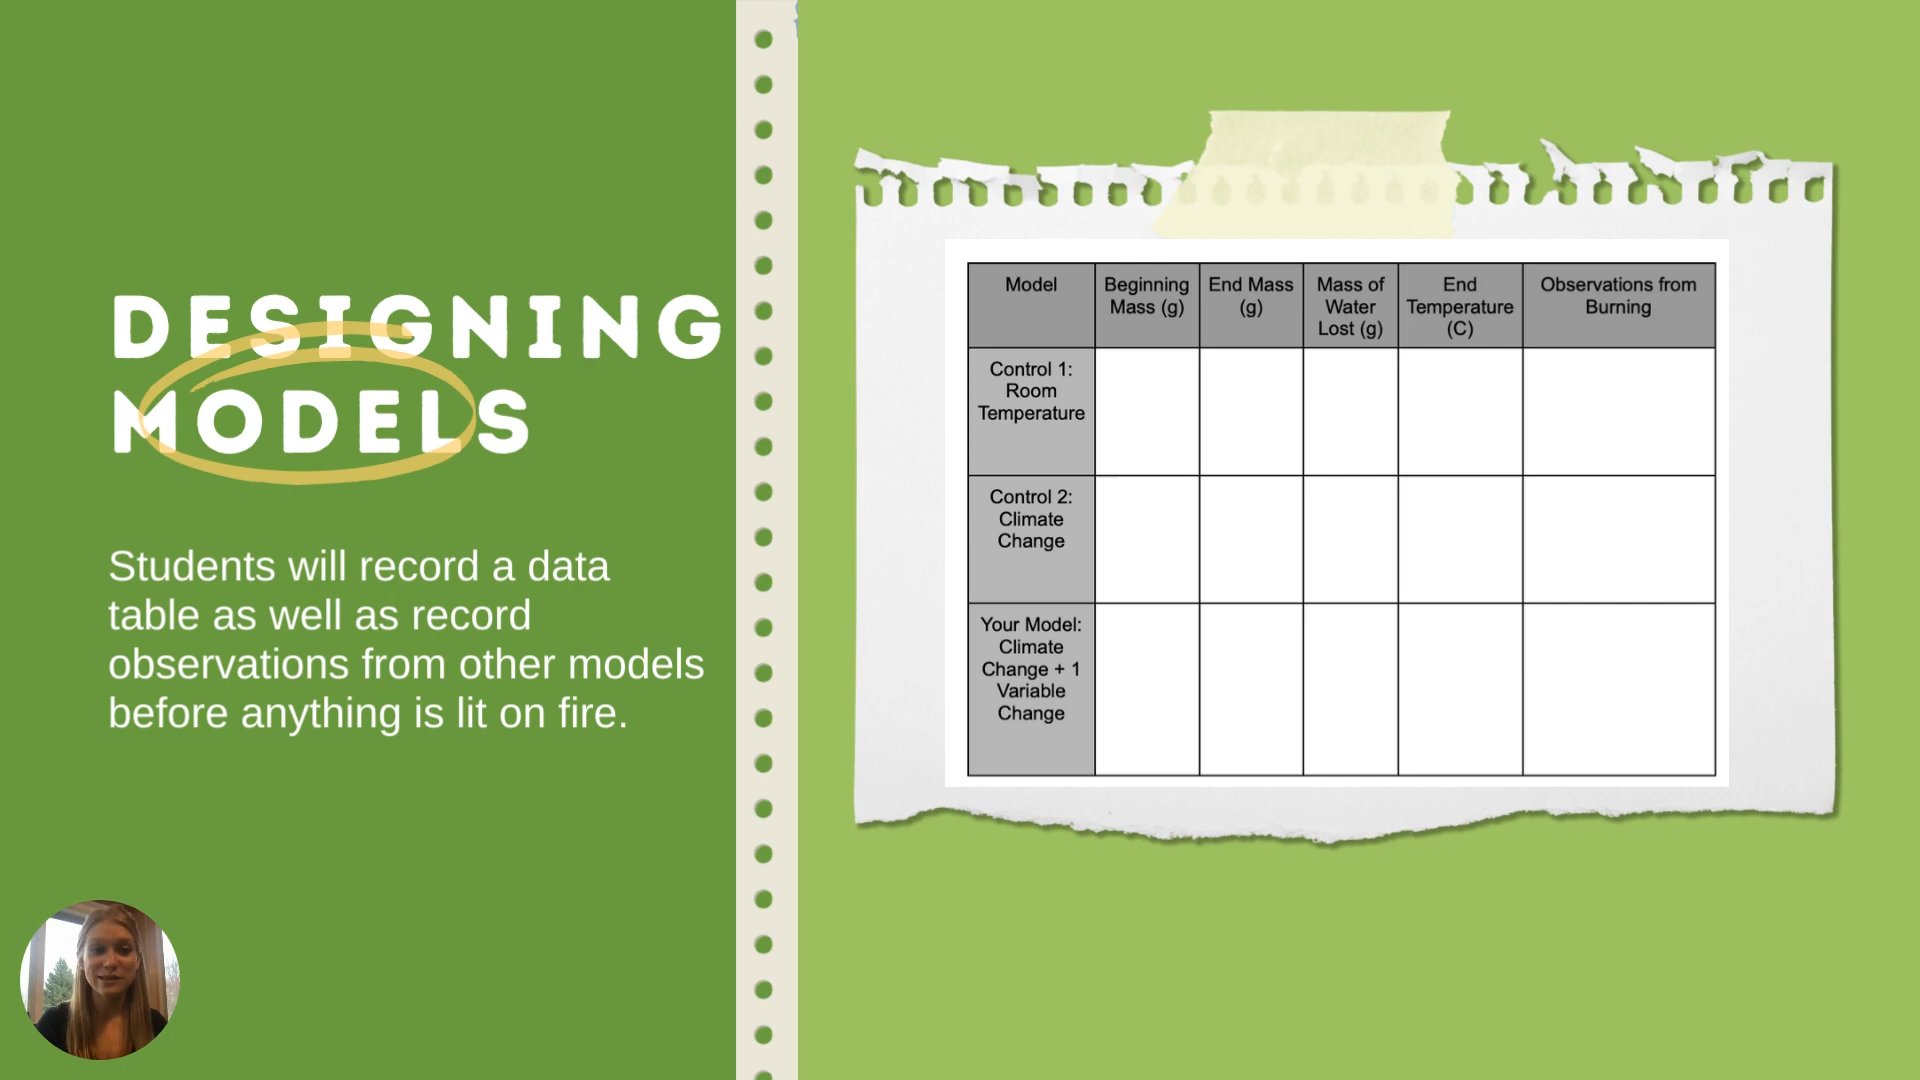 DESIGNING
MODELS
Students will record a data
table as well as record
observations from other models
before anything is lit on fire.
Model
Beginning
Mass (g)
End Mass
(g)
Mass of
Water
Lost (g)
End
Temperature
(C)
Observations from
Burning
Control 1:
Room
Temperature
Control 2:
Climate
Change
Your Model:
Climate
Change + 1
Variable
Change